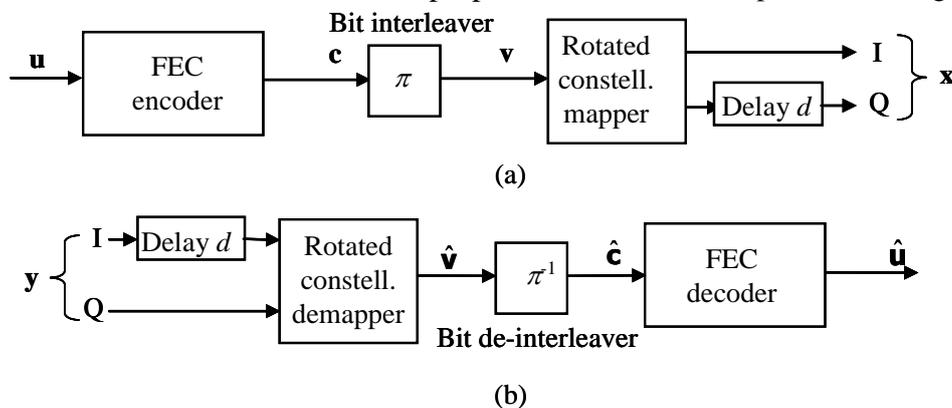 Bit interleaver
u
FEC
encoder
c
π
v
Rotated
constell.
mapper
I
Delay d
Q
x
(a)
y
I
Delay d
Q
Rotated
constell.
demapper
v̂
π⁻¹
ĉ
FEC
decoder
û
Bit de-interleaver
(b)